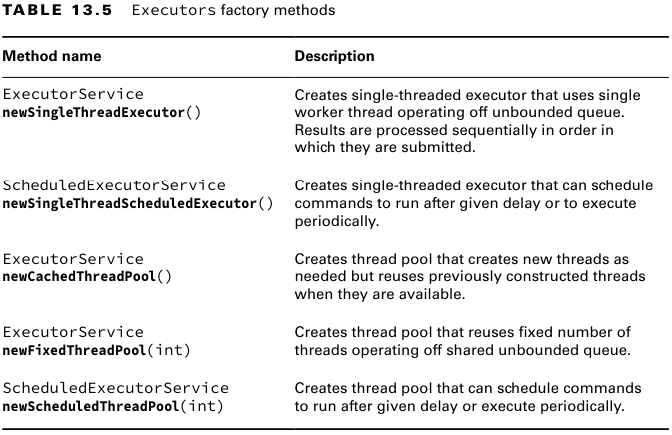 TABLE 13.5 Executors factory methods
Method name Description
ExecutorService
newSingleThreadExecutor()
Creates single-threaded executor that uses single
worker thread operating off unbounded queue.
Results are processed sequentially in order in
which they are submitted.
ScheduledExecutorService
newSingleThreadScheduledExecutor()
Creates single-threaded executor that can schedule
commands to run after given delay or to execute
periodically.
ExecutorService
newCachedThreadPool()
Creates thread pool that creates new threads as
needed but reuses previously constructed threads
when they are available.
ExecutorService
newFixedThreadPool(int)
Creates thread pool that reuses fixed number of
threads operating off shared unbounded queue.
ScheduledExecutorService
newScheduledThreadPool(int)
Creates thread pool that can schedule commands
to run after given delay or execute periodically.